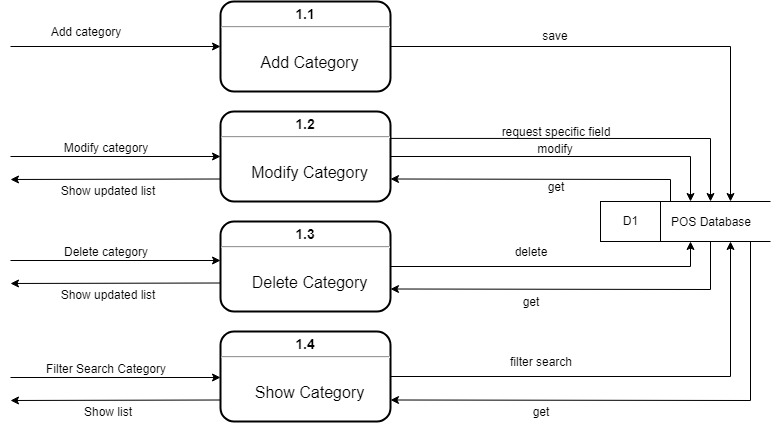 1.1
Add category
Add Category
save
1.2
Modify category
Modify Category
request specific field
modify
Show updated list
get
D1
POS Database
1.3
Delete category
Delete Category
delete
Show updated list
get
1.4
Filter Search Category
Show Category
filter search
Show list
get